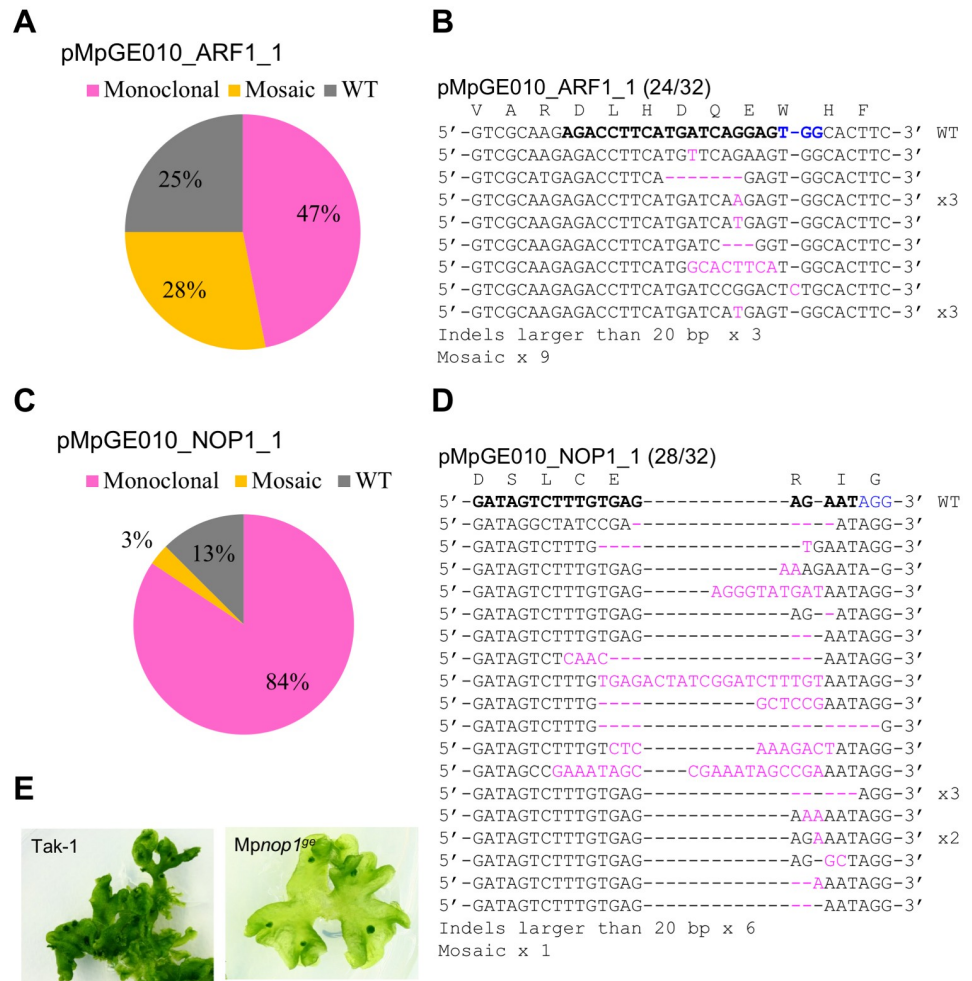 A
pMpGE010_ARF1_1
Monoclonal Mosaic WT
25%
47%
28%
B
pMpGE010_ARF1_1 (24/32)
V A R D L H D Q E W H F
5′-GTCGCAAGAGACCTTCATGATCAGGAGT-GGCACTTC-3′ WT
5′-GTCGCAAGAGACCTTCATGTTCAGAAGT-GGCACTTC-3′
5′-GTCGCAAGAGACCTTCA-------GAGT-GGCACTTC-3′
5′-GTCGCAAGAGACCTTCATGATCAAGAGT-GGCACTTC-3′ x3
5′-GTCGCAAGAGACCTTCATGATCATGAGT-GGCACTTC-3′
5′-GTCGCAAGAGACCTTCATGATC---GGT-GGCACTTC-3′
5′-GTCGCAAGAGACCTTCATGGCACTTCAT-GGCACTTC-3′
5′-GTCGCAAGAGACCTTCATGATCCGGACTCTGCACTTC-3′
5′-GTCGCAAGAGACCTTCATGATCATGAGT-GGCACTTC-3′ x3
Indels larger than 20 bp x 3
Mosaic x 9
C
pMpGE010_NOP1_1
Monoclonal Mosaic WT
3%
13%
84%
D
pMpGE010_NOP1_1 (28/32)
D S L C E R I G
5′-GATAGTCTTTGTGAG--------------AG-AATAGG-3′ WT
5′-GATAGGCTATCCGA-------------------ATAGG-3′
5′-GATAGTCTTTG-------------------TGAATAGG-3′
5′-GATAGTCTTTGTGAG-------------AAAGAATA-G-3′
5′-GATAGTCTTTGTGAG-------AGGGTATGATAATAGG-3′
5′-GATAGTCTTTGTGAG--------------AG--ATAGG-3′
5′-GATAGTCTTTGTGAG-----------------AATAGG-3′
5′-GATAGTCTCAAC--------------------AATAGG-3′
5′-GATAGTCTTTGTGAGACTATCGGATCTTTGTAATAGG-3′
5′-GATAGTCTTTG---------------GCTCCGAATAGG-3′
5′-GATAGTCTTTG--------------------------G-3′
5′-GATAGTCTTTGTCTC-----------AAAGACTATAGG-3′
5′-GATAGCCGAAATAGC----CGAAATAGCCGAAATAGG-3′
5′-GATAGTCTTTGTGAG--------------------AGG-3′ x3
5′-GATAGTCTTTGTGAG--------------AAAAATAGG-3′
5′-GATAGTCTTTGTGAG--------------AGAAATAGG-3′ x2
5′-GATAGTCTTTGTGAG--------------AG-GCTAGG-3′
5′-GATAGTCTTTGTGAG----------------AAATAGG-3′
5′-GATAGTCTTTGTGAG-----------------AATAGG-3′
Indels larger than 20 bp x 6
Mosaic x 1
E
Tak-1
Mpnop1ge